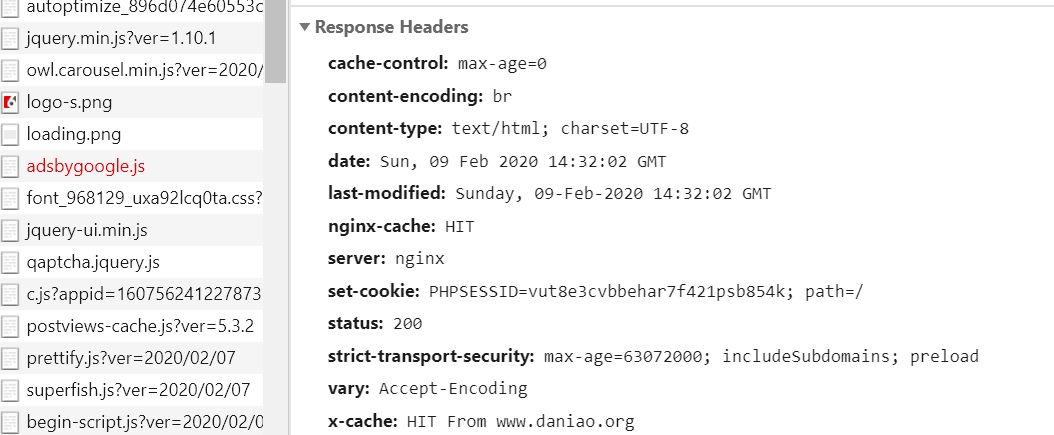 autoptimize_896d074e60553c
jquery.min.js?ver=1.10.1
owl.carousel.min.js?ver=2020/
logo-s.png
loading.png
adsbygoogle.js
font_968129_uxa92lcq0ta.css?
jquery-ui.min.js
qaptcha.jquery.js
c.js?appid=160756241227873
postviews-cache.js?ver=5.3.2
prettify.js?ver=2020/02/07
superfish.js?ver=2020/02/07
begin-script.js?ver=2020/02/0
Response Headers
cache-control: max-age=0
content-encoding: br
content-type: text/html; charset=UTF-8
date: Sun, 09 Feb 2020 14:32:02 GMT
last-modified: Sunday, 09-Feb-2020 14:32:02 GMT
nginx-cache: HIT
server: nginx
set-cookie: PHPSESSID=vut8e3cvbbehar7f421psb854k; path=/
status: 200
strict-transport-security: max-age=63072000; includeSubdomains; preload
vary: Accept-Encoding
x-cache: HIT From www.daniao.org